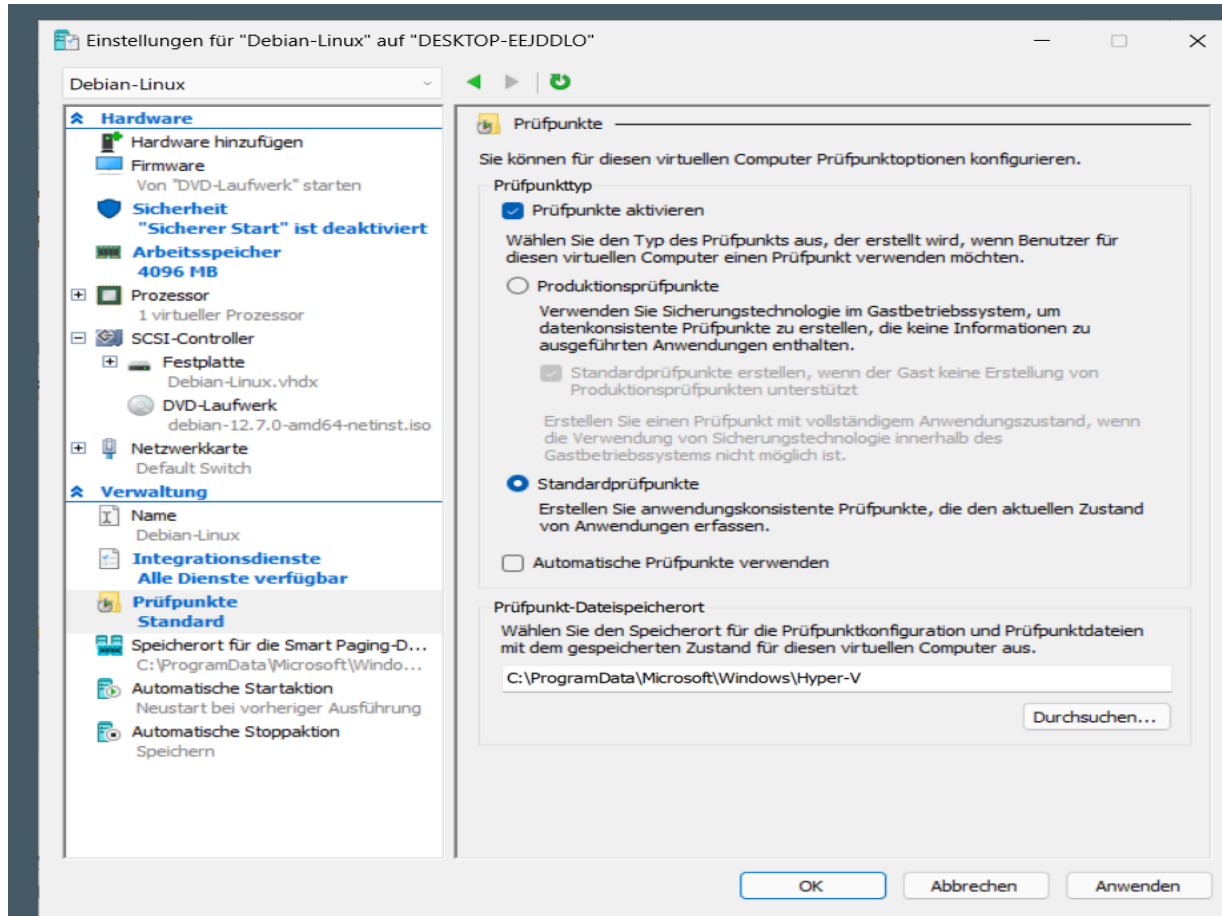 Einstellungen für "Debian-Linux" auf "DESKTOP-EEJDDLO"
Debian-Linux
Hardware
Hardware hinzufügen
Firmware
Von "DVD-Laufwerk" starten
Sicherheit
"Sicherer Start" ist deaktiviert
Arbeitsspeicher
4096 MB
Prozessor
1 virtueller Prozessor
SCSI-Controller
Festplatte
Debian-Linux.vhdx
DVD-Laufwerk
debian-12.7.0-amd64-netinst.iso
Netzwerkkarte
Default Switch
Verwaltung
Name
Debian-Linux
Integrationsdienste
Alle Dienste verfügbar
Prüfpunkte
Standard
Speicherort für die Smart Paging-D...
C:\ProgramData\Microsoft\Windo...
Automatische Startaktion
Neustart bei vorheriger Ausführung
Automatische Stoppaktion
Speichern
Prüfpunkte
Sie können für diesen virtuellen Computer Prüfpunktoptionen konfigurieren.
Prüfpunkttyp
Prüfpunkte aktivieren
Wählen Sie den Typ des Prüfpunkts aus, der erstellt wird, wenn Benutzer für
diesen virtuellen Computer einen Prüfpunkt verwenden möchten.
Produktionsprüfpunkte
Verwenden Sie Sicherungstechnologie im Gastbetriebssystem, um
datenkonsistente Prüfpunkte zu erstellen, die keine Informationen zu
ausgeführten Anwendungen enthalten.
Standardprüfpunkte erstellen, wenn der Gast keine Erstellung von
Produktionsprüfpunkten unterstützt
Erstellen Sie einen Prüfpunkt mit vollständigem Anwendungszustand, wenn
die Verwendung von Sicherungstechnologie innerhalb des
Gastbetriebssystems nicht möglich ist.
Standardprüfpunkte
Erstellen Sie anwendungskonsistente Prüfpunkte, die den aktuellen Zustand
von Anwendungen erfassen.
Automatische Prüfpunkte verwenden
Prüfpunkt-Dateispeicherort
Wählen Sie den Speicherort für die Prüfpunktkonfiguration und Prüfpunktdateien
mit dem gespeicherten Zustand für diesen virtuellen Computer aus.
C:\ProgramData\Microsoft\Windows\Hyper-V
Durchsuchen...
OK
Abbrechen
Anwenden